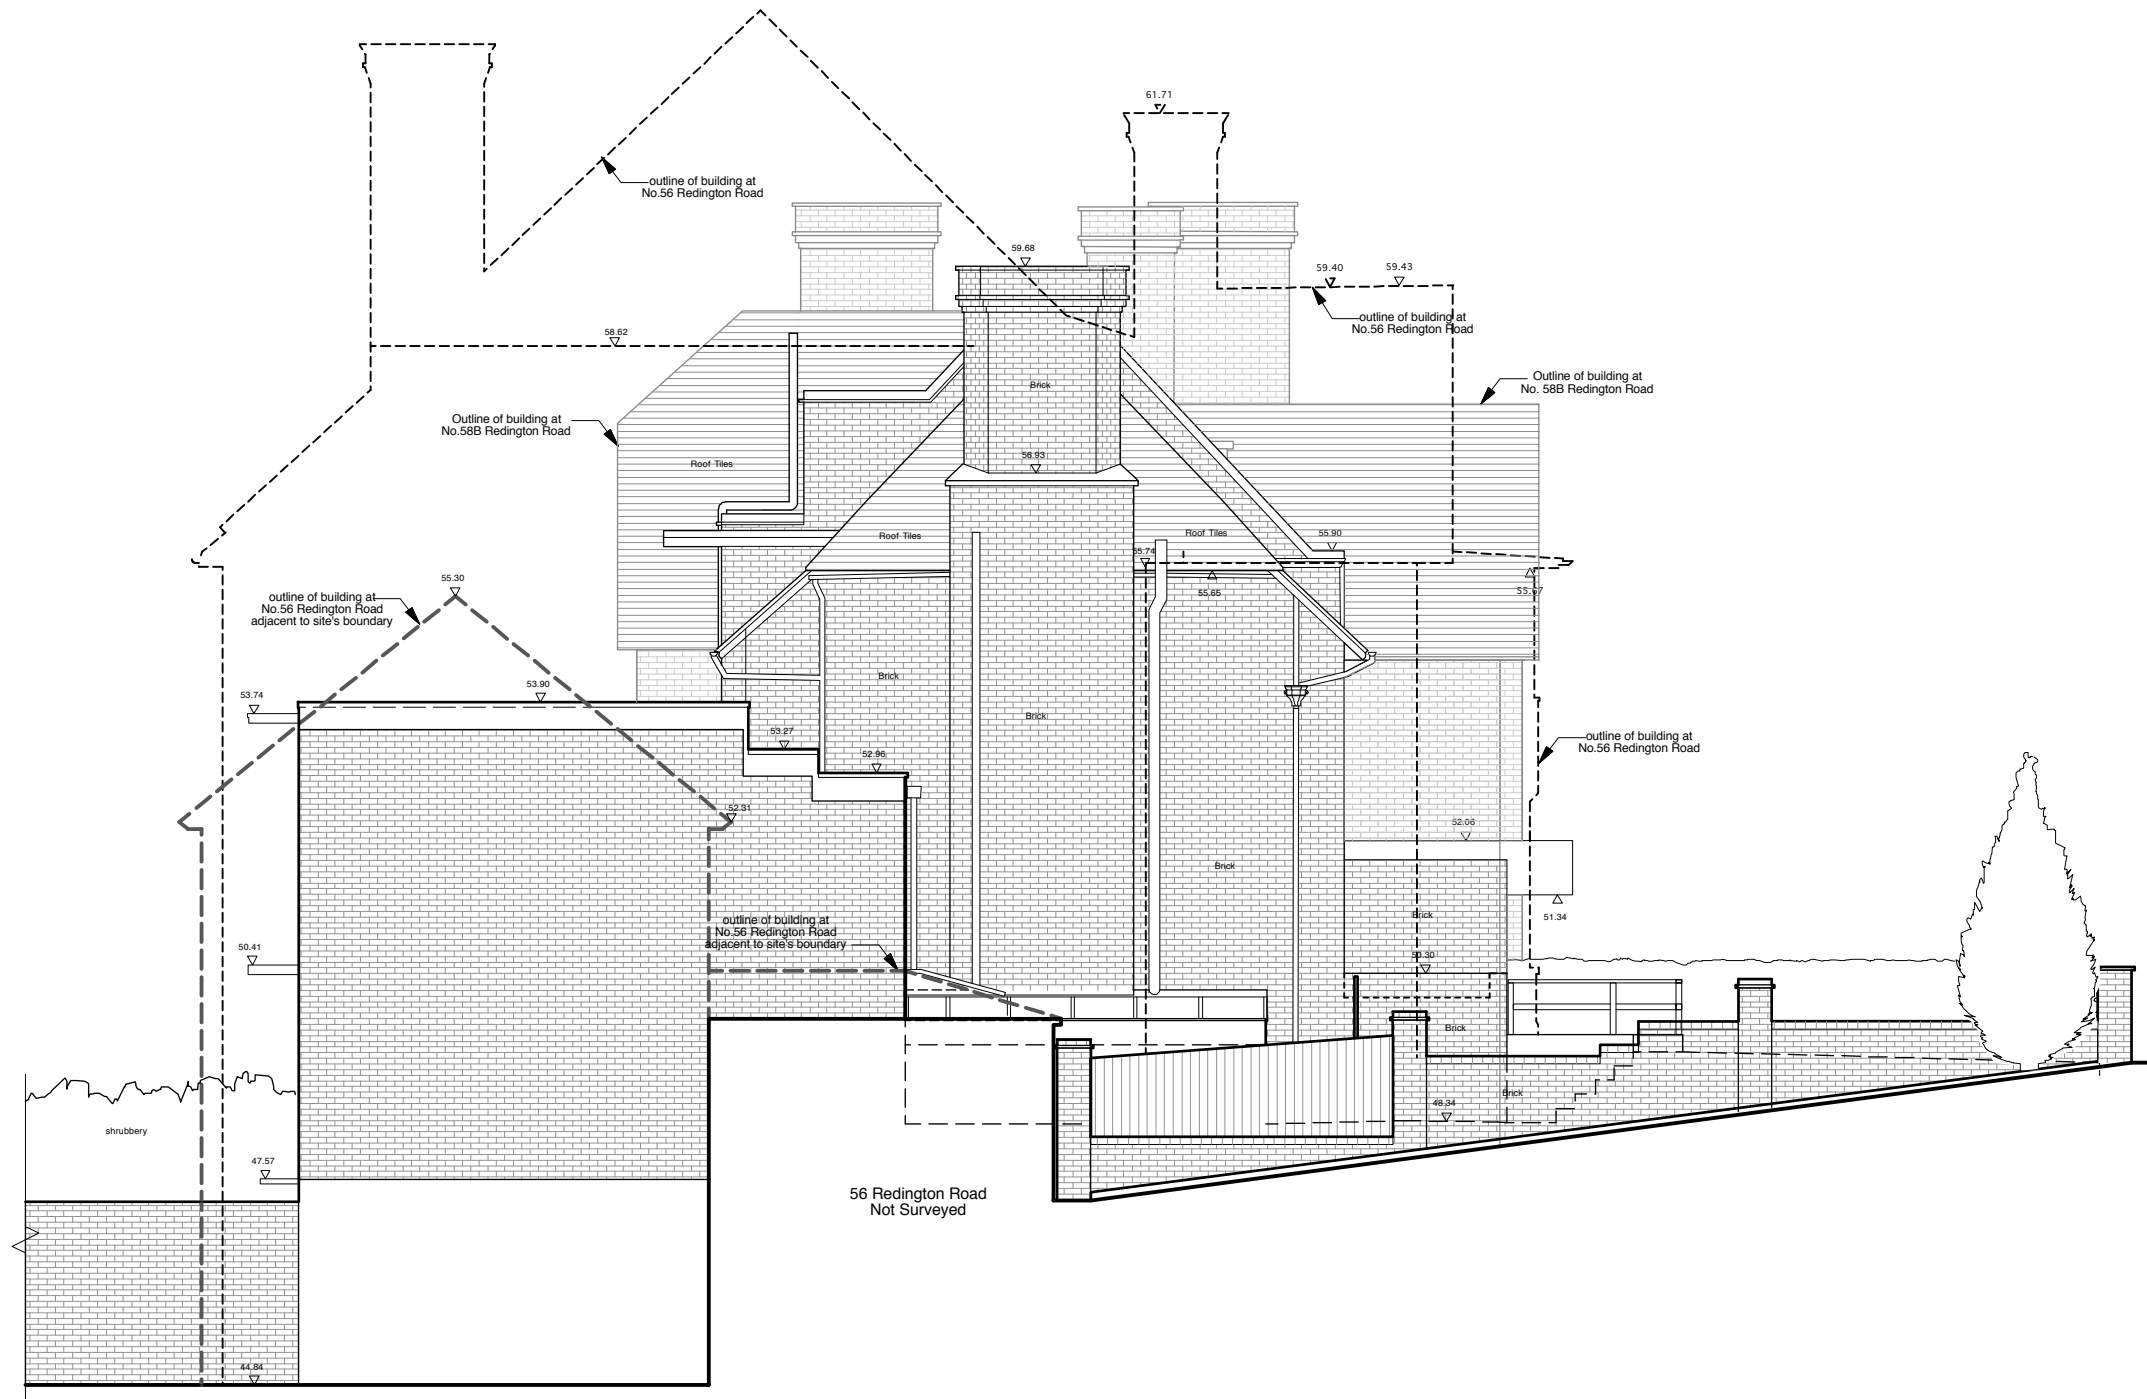 61.71
outline of building at
No.56 Redington Road
59.68
59.40
59.43
outline of building at
No.56 Redington Road
58.62
Brick
Outline of building at
No. 58B Redington Road
Outline of building at
No.58B Redington Road
Roof Tiles
56.93
Roof Tiles
Roof Tiles
55.90
55.74
55.65
55.67
55.30
outline of building at
No.56 Redington Road
adjacent to site's boundary
53.74
53.90
Brick
Brick
53.27
52.96
outline of building at
No.56 Redington Road
52.31
52.06
Brick
outline of building at
No.56 Redington Road
adjacent to site's boundary
Brick
51.34
50.41
50.30
Brick
Brick
48.34
shrubbery
47.57
56 Redington Road
Not Surveyed
44.84